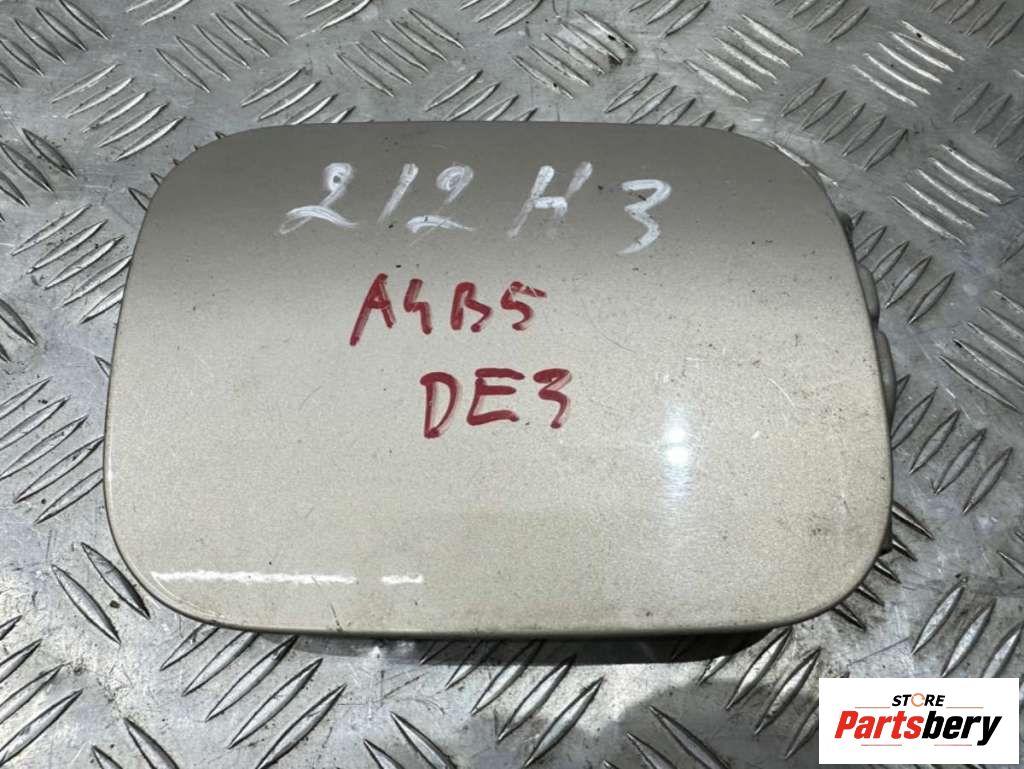 212H3
A4B5
DE3
STORE
Partsbery